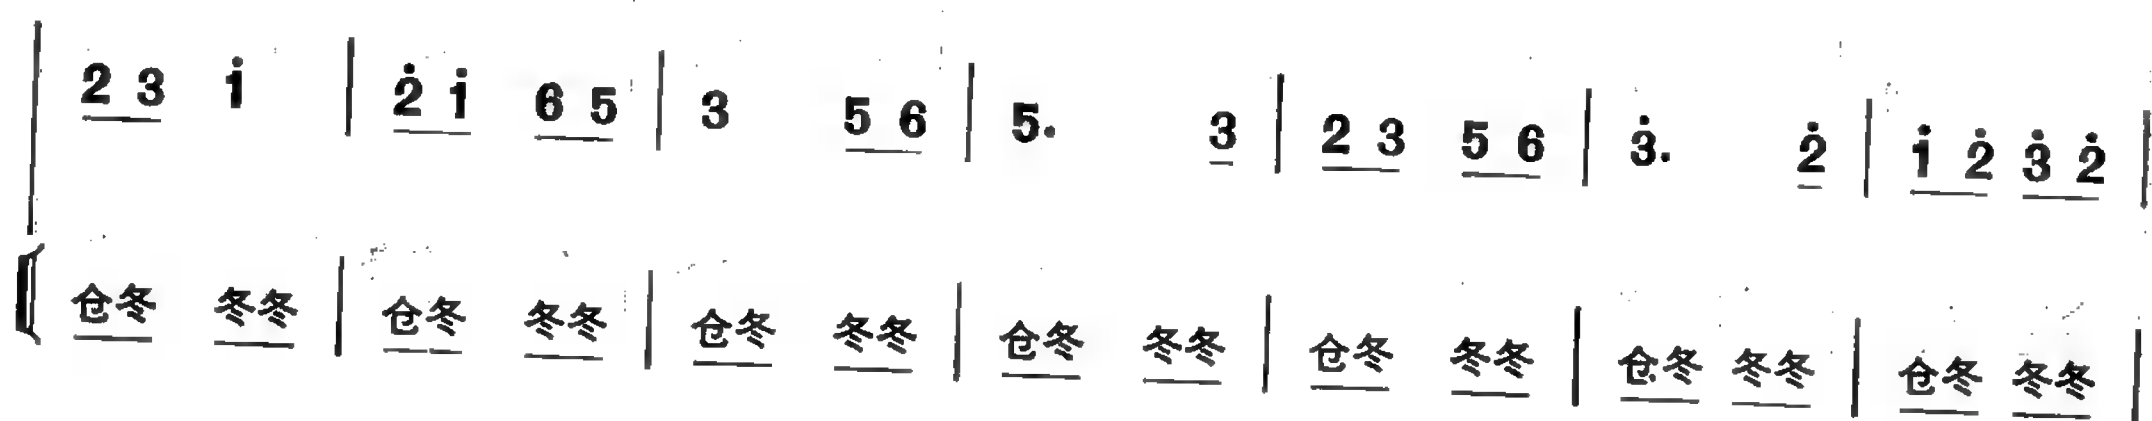 2 3 i̇ | 2̇ i̇ 6 5 | 3 5 6 | 5. 3 | 2 3 5 6 | 3̇. 2̇ | i̇ 2̇ 3̇ 2̇ |
仓冬 冬冬 | 仓冬 冬冬 | 仓冬 冬冬 | 仓冬 冬冬 | 仓冬 冬冬 | 仓冬 冬冬 | 仓冬 冬冬 |